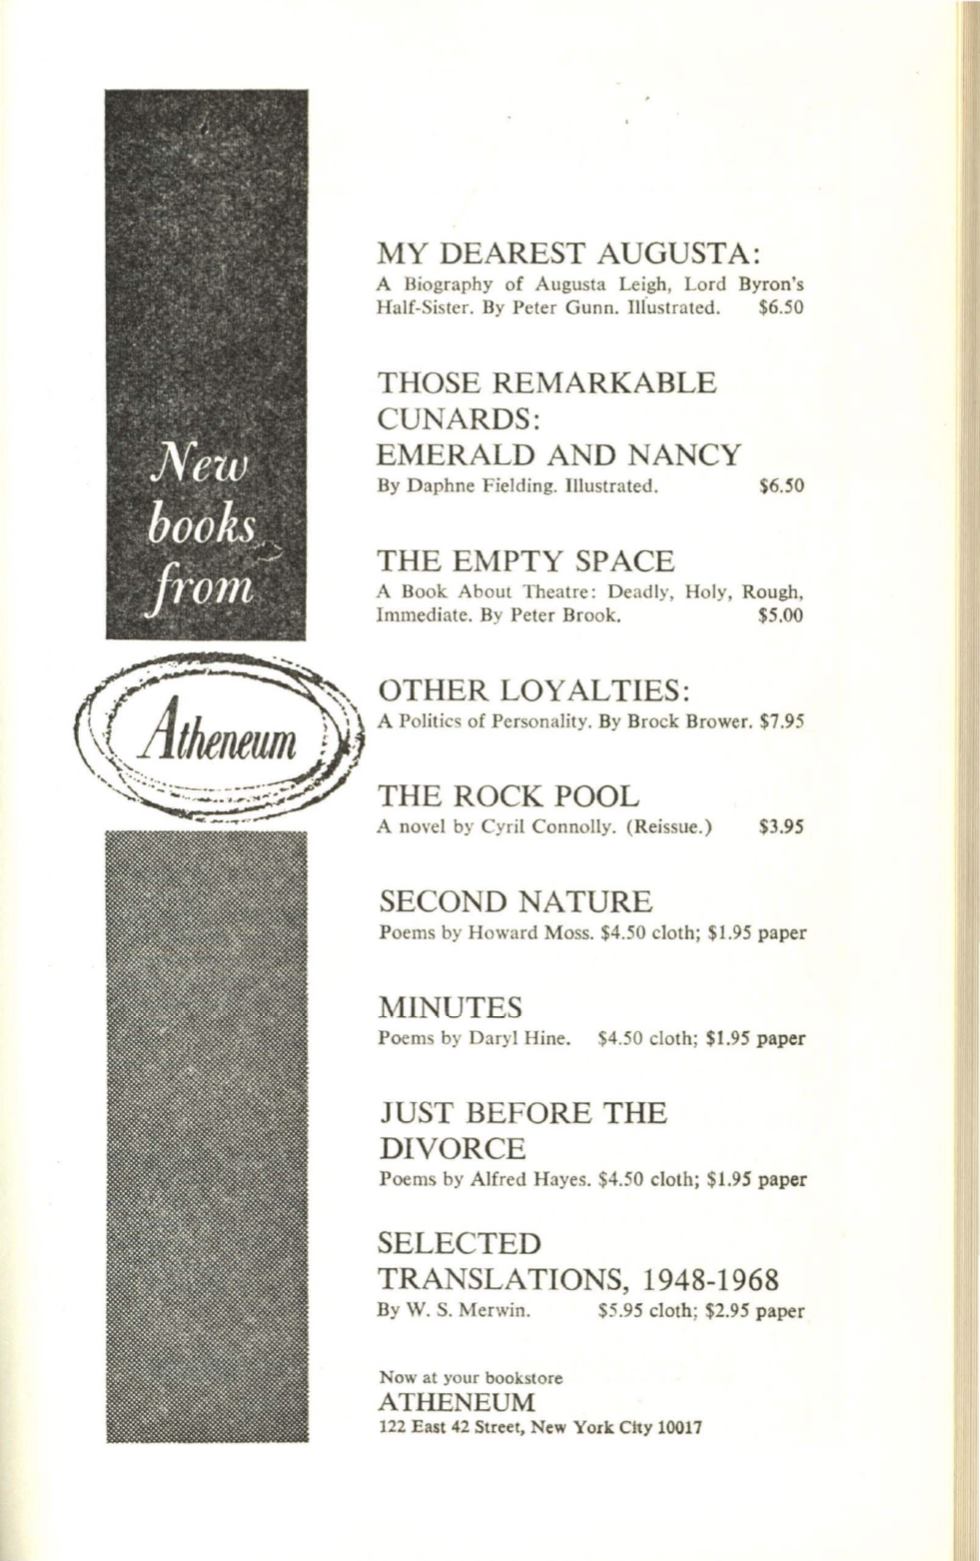 New
books
from
Atheneum
MY DEAREST AUGUSTA:
A Biography of Augusta Leigh, Lord Byron's
Half-Sister. By Peter Gunn. Illustrated. $6.50
THOSE REMARKABLE
CUNARDS:
EMERALD AND NANCY
By Daphne Fielding. Illustrated. $6.50
THE EMPTY SPACE
A Book About Theatre: Deadly, Holy, Rough,
Immediate. By Peter Brook. $5.00
OTHER LOYALTIES:
A Politics of Personality. By Brock Brower. $7.95
THE ROCK POOL
A novel by Cyril Connolly. (Reissue.) $3.95
SECOND NATURE
Poems by Howard Moss. $4.50 cloth; $1.95 paper
MINUTES
Poems by Daryl Hine. $4.50 cloth; $1.95 paper
JUST BEFORE THE
DIVORCE
Poems by Alfred Hayes. $4.50 cloth; $1.95 paper
SELECTED
TRANSLATIONS, 1948-1968
By W. S. Merwin. $5.95 cloth; $2.95 paper
Now at your bookstore
ATHENEUM
122 East 42 Street, New York City 10017